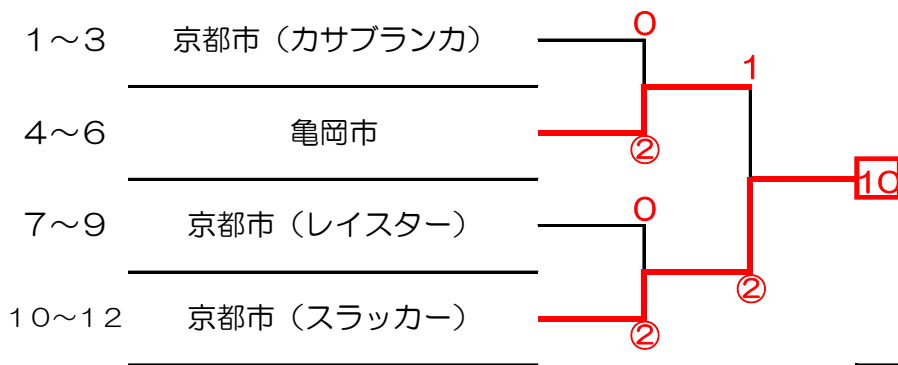 0
1～3 京都市（カサブランカ）
1
4～6 亀岡市
②
10
0
7～9 京都市（レイスター）
②
10～12 京都市（スラッカー）
②